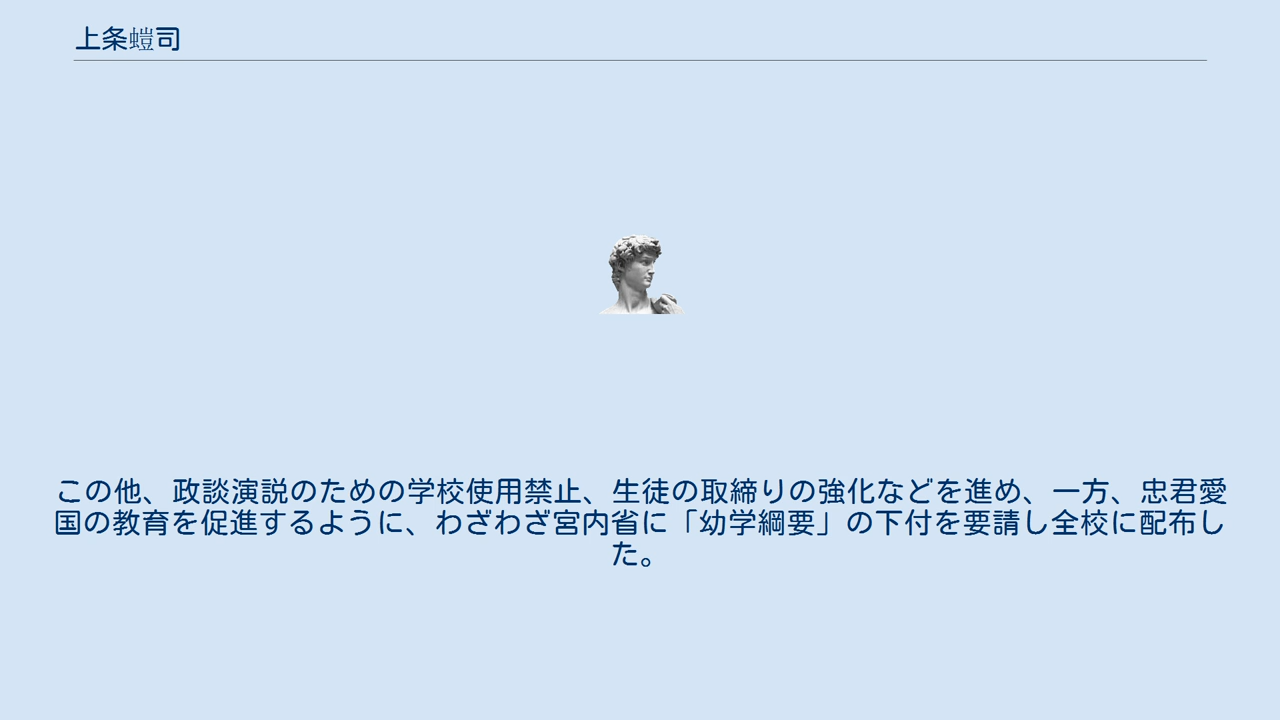 上条螘司
この他、政談演説のための学校使用禁止、生徒の取締りの強化などを進め、一方、忠君愛
国の教育を促進するように、わざわざ宮内省に「幼学綱要」の下付を要請し全校に配布し
た。